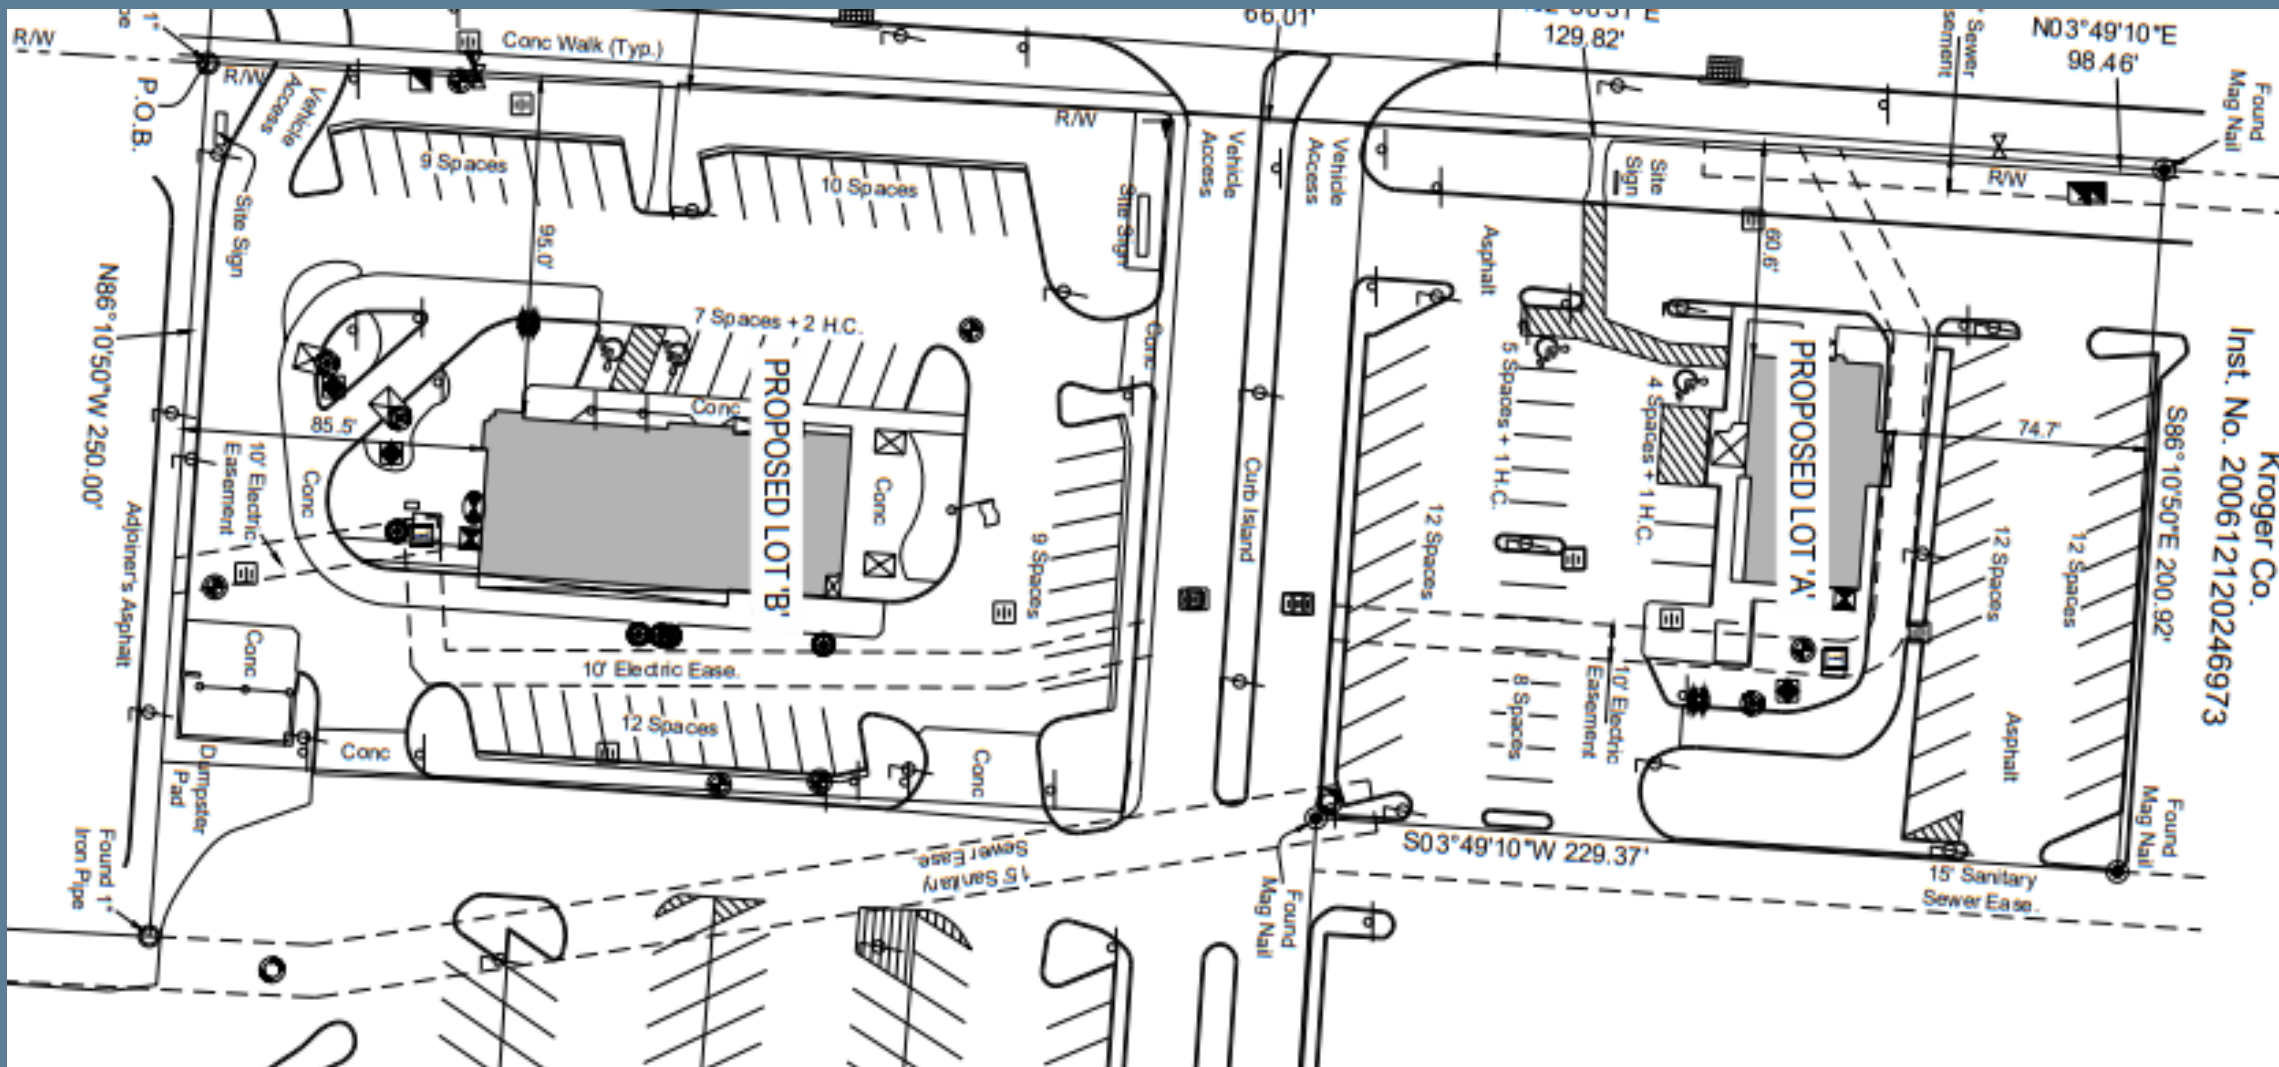 R/W
1"
P.O.B.
R/W
Vehicle
Access
Conc Walk (Typ.)
66.01'
129.82'
Sewer
N03°49'10"E
98.46'
Found
Mag Nail
R/W
R/W
Site Sign
9 Spaces
10 Spaces
95.0'
Site Sign
Vehicle
Access
Vehicle
Access
Site
Sign
Asphalt
60.6'
N86°10'50"W 250.00'
7 Spaces + 2 H.C.
Conc
PROPOSED LOT 'B'
Conc
85.5'
10' Electric
Easement
Conc
Conc
9 Spaces
Curb Island
12 Spaces
5 Spaces + 1 H.C.
4 Spaces + 1 H.C.
PROPOSED LOT 'A'
74.7'
12 Spaces
12 Spaces
S86°10'50"E 200.92'
Kroger Co.
Inst. No. 200612120246973
Adjoiner's Asphalt
Conc
10' Electric Ease.
12 Spaces
Conc
Dumpster
Pad
Conc
8 Spaces
10' Electric
Easement
Asphalt
Found
Mag Nail
Found 1"
Iron Pipe
15' Sanitary
Sewer Ease.
Found
Mag Nail
S03°49'10"W 229.37'
15' Sanitary
Sewer Ease.